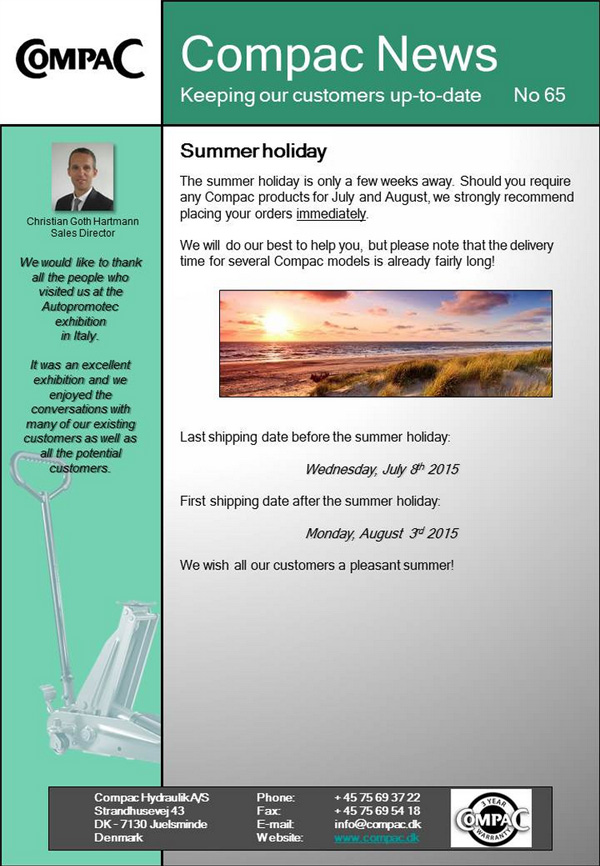 COMPAC
Compac News
Keeping our customers up-to-date No 65
Christian Goth Hartmann
Sales Director
We would like to thank
all the people who
visited us at the
Autopromotec
exhibition
in Italy.
It was an excellent
exhibition and we
enjoyed the
conversations with
many of our existing
customers as well as
all the potential
customers.
Summer holiday
The summer holiday is only a few weeks away. Should you require
any Compac products for July and August, we strongly recommend
placing your orders immediately.
We will do our best to help you, but please note that the delivery
time for several Compac models is already fairly long!
Last shipping date before the summer holiday:
Wednesday, July 8th 2015
First shipping date after the summer holiday:
Monday, August 3rd 2015
We wish all our customers a pleasant summer!
Compac Hydraulik A/S Phone: + 45 75 69 37 22
Strandhusevej 43 Fax: + 45 75 69 54 18
DK - 7130 Juelsminde E-mail: info@compac.dk
Denmark Website: www.compac.dk
3 YEAR
COMPAC
WARRANTY